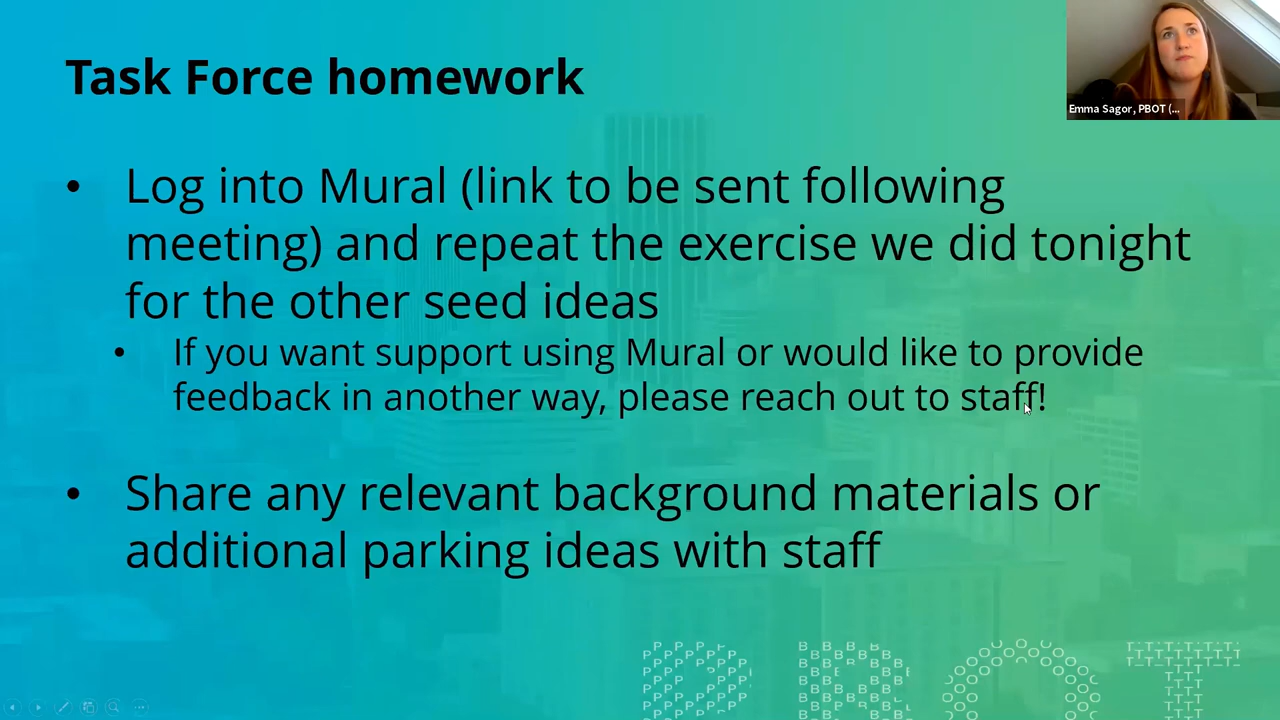 Task Force homework
Emma Sagor, PBOT (...
• Log into Mural (link to be sent following
meeting) and repeat the exercise we did tonight
for the other seed ideas
• If you want support using Mural or would like to provide
feedback in another way, please reach out to staff!
• Share any relevant background materials or
additional parking ideas with staff
PBOT